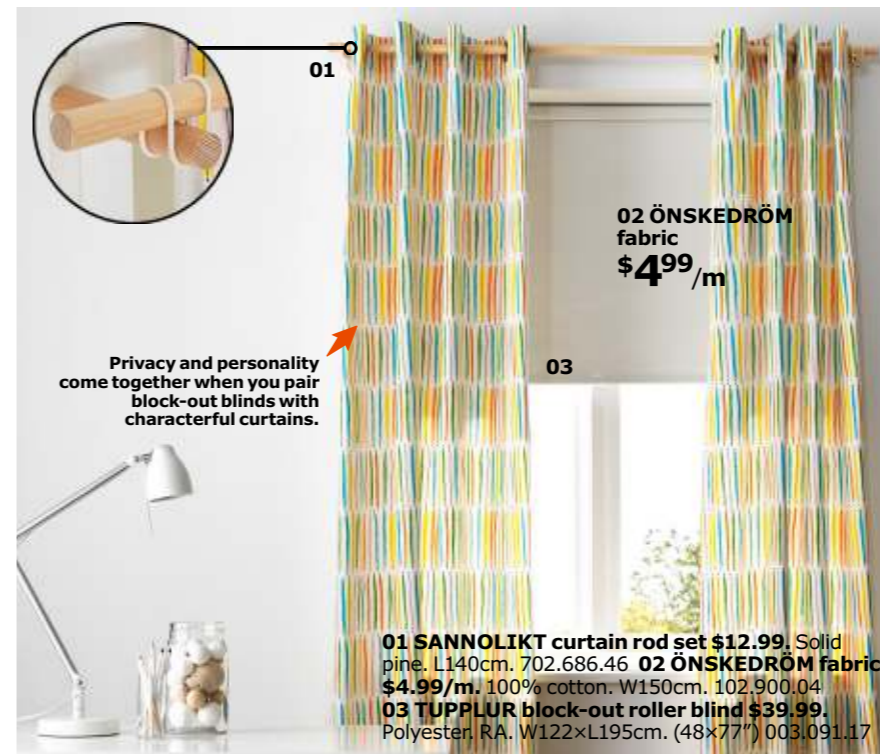 01
02 ÖNSKEDRÖM
fabric
$4⁹⁹/m
Privacy and personality
come together when you pair
block-out blinds with
characterful curtains.
03
01 SANNOLIKT curtain rod set $12.99. Solid
pine. L140cm. 702.686.46 02 ÖNSKEDRÖM fabric
$4.99/m. 100% cotton. W150cm. 102.900.04
03 TUPPLUR block-out roller blind $39.99.
Polyester. RA. W122×L195cm. (48×77") 003.091.17